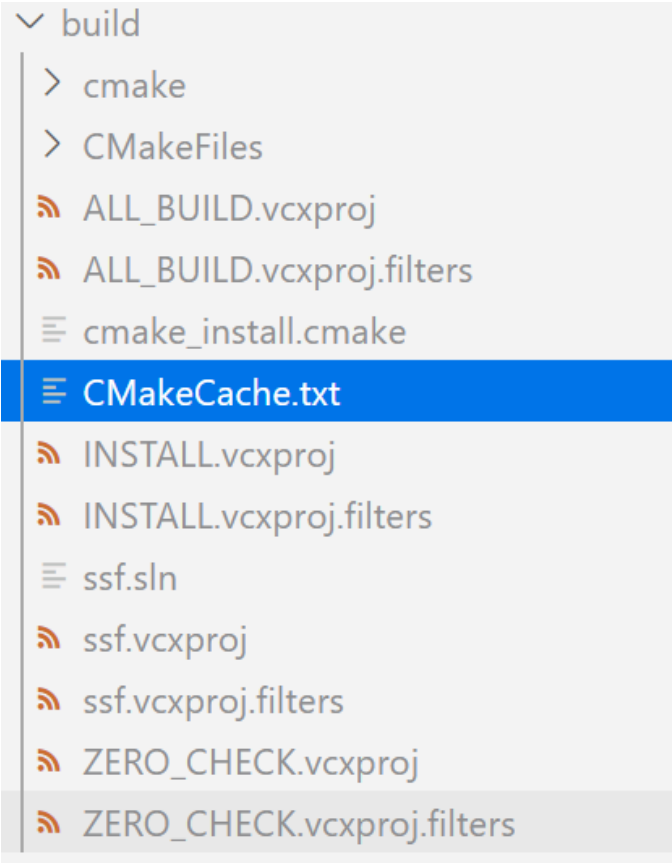 build
cmake
CMakeFiles
ALL_BUILD.vcxproj
ALL_BUILD.vcxproj.filters
cmake_install.cmake
CMakeCache.txt
INSTALL.vcxproj
INSTALL.vcxproj.filters
ssf.sln
ssf.vcxproj
ssf.vcxproj.filters
ZERO_CHECK.vcxproj
ZERO_CHECK.vcxproj.filters